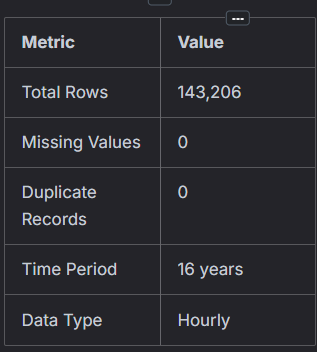 Metric Value
Total Rows 143,206
Missing Values 0
Duplicate 0
Records
Time Period 16 years
Data Type Hourly